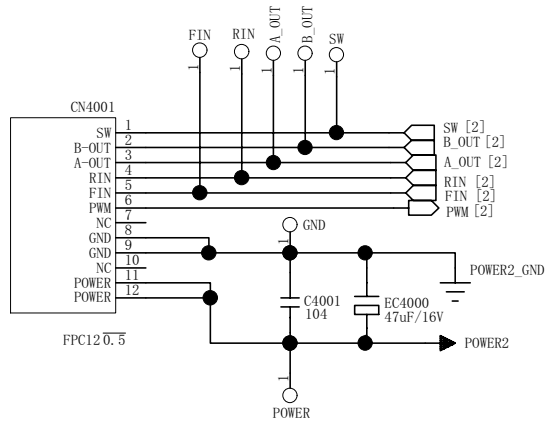 FIN
RIN
A_OUT
B_OUT
SW
1
1
1
1
1
CN4001
SW 1
B-OUT 2
A-OUT 3
RIN 4
FIN 5
PWM 6
NC 7
GND 8
GND 9
NC 10
POWER 11
POWER 12
FPC12 0.5
SW [2]
B_OUT [2]
A_OUT [2]
RIN [2]
FIN [2]
PWM [2]
GND
1
POWER2_GND
C4001
104
EC4000
47uF/16V
POWER2
1
POWER